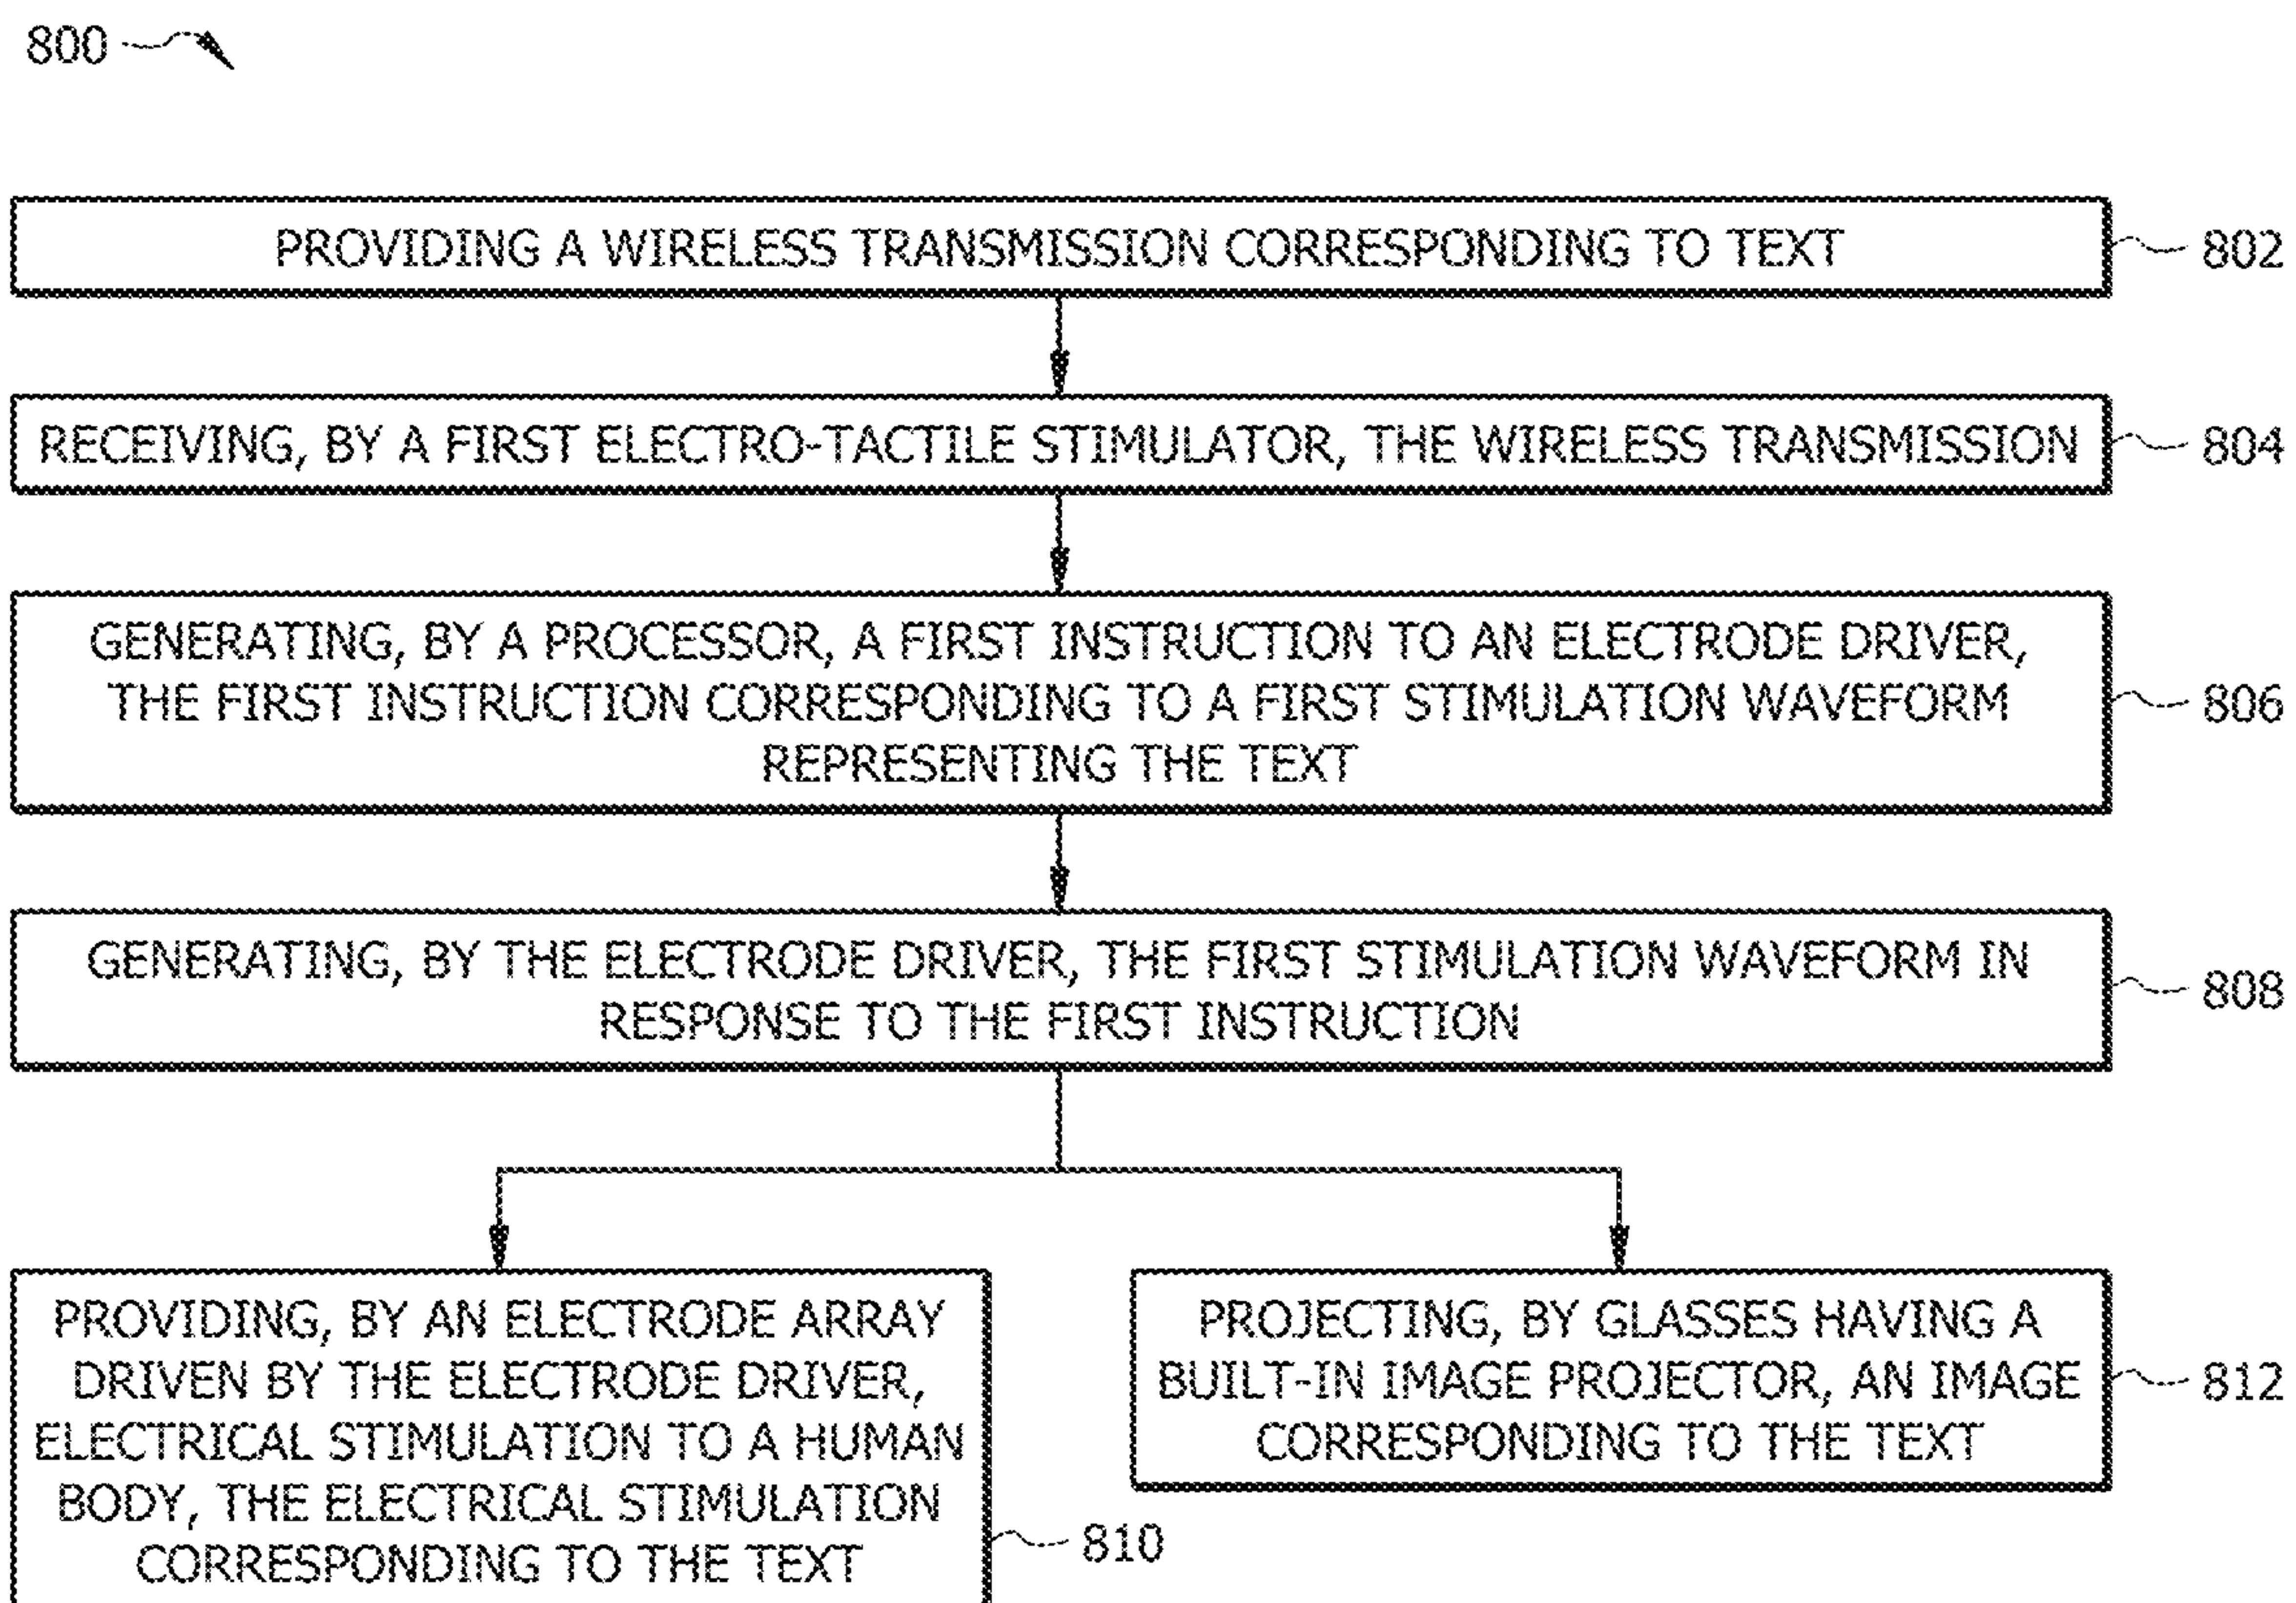 800
PROVIDING A WIRELESS TRANSMISSION CORRESPONDING TO TEXT
802
RECEIVING, BY A FIRST ELECTRO-TACTILE STIMULATOR, THE WIRELESS TRANSMISSION
804
GENERATING, BY A PROCESSOR, A FIRST INSTRUCTION TO AN ELECTRODE DRIVER,
THE FIRST INSTRUCTION CORRESPONDING TO A FIRST STIMULATION WAVEFORM
REPRESENTING THE TEXT
806
GENERATING, BY THE ELECTRODE DRIVER, THE FIRST STIMULATION WAVEFORM IN
RESPONSE TO THE FIRST INSTRUCTION
808
PROVIDING, BY AN ELECTRODE ARRAY
DRIVEN BY THE ELECTRODE DRIVER,
ELECTRICAL STIMULATION TO A HUMAN
BODY, THE ELECTRICAL STIMULATION
CORRESPONDING TO THE TEXT
810
PROJECTING, BY GLASSES HAVING A
BUILT-IN IMAGE PROJECTOR, AN IMAGE
CORRESPONDING TO THE TEXT
812